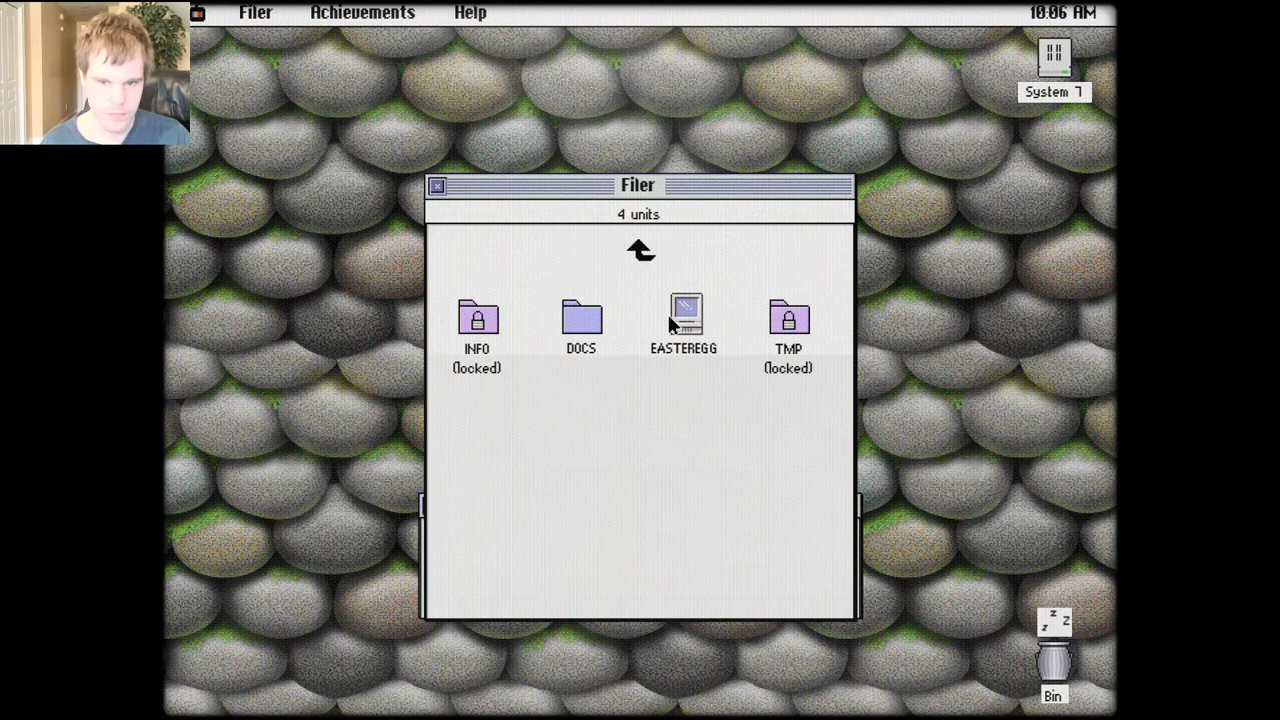 Filer Achievements Help 10:06 AM
System 7
Filer
4 units
INFO DOCS EASTEREGG TMP
(locked) (locked)
z z z
Bin